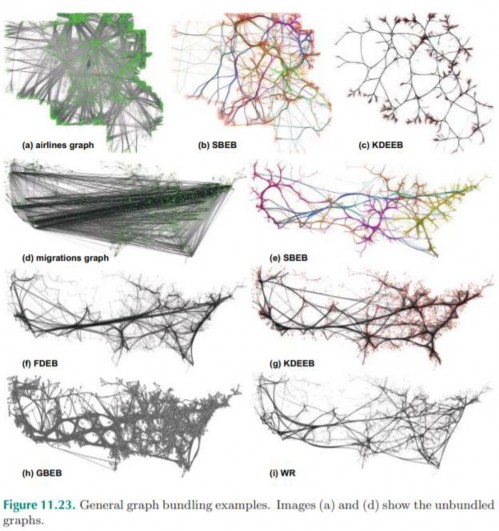 (a) airlines graph
(b) SBEB
(c) KDEEB
(d) migrations graph
(e) SBEB
(f) FDEB
(g) KDEEB
(h) GBEB
(i) WR
Figure 11.23. General graph bundling examples. Images (a) and (d) show the unbundled
graphs.